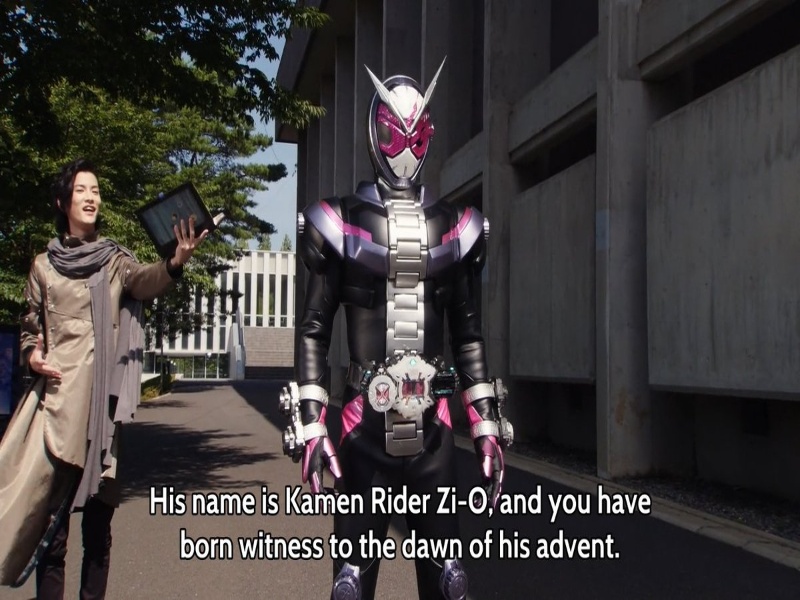 His name is Kamen Rider Zi-O, and you have
born witness to the dawn of his advent.